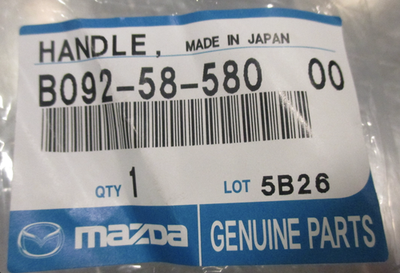 HANDLE, MADE IN JAPAN
B092-58-580 00
QTY 1 LOT 5B26
mazda GENUINE PARTS